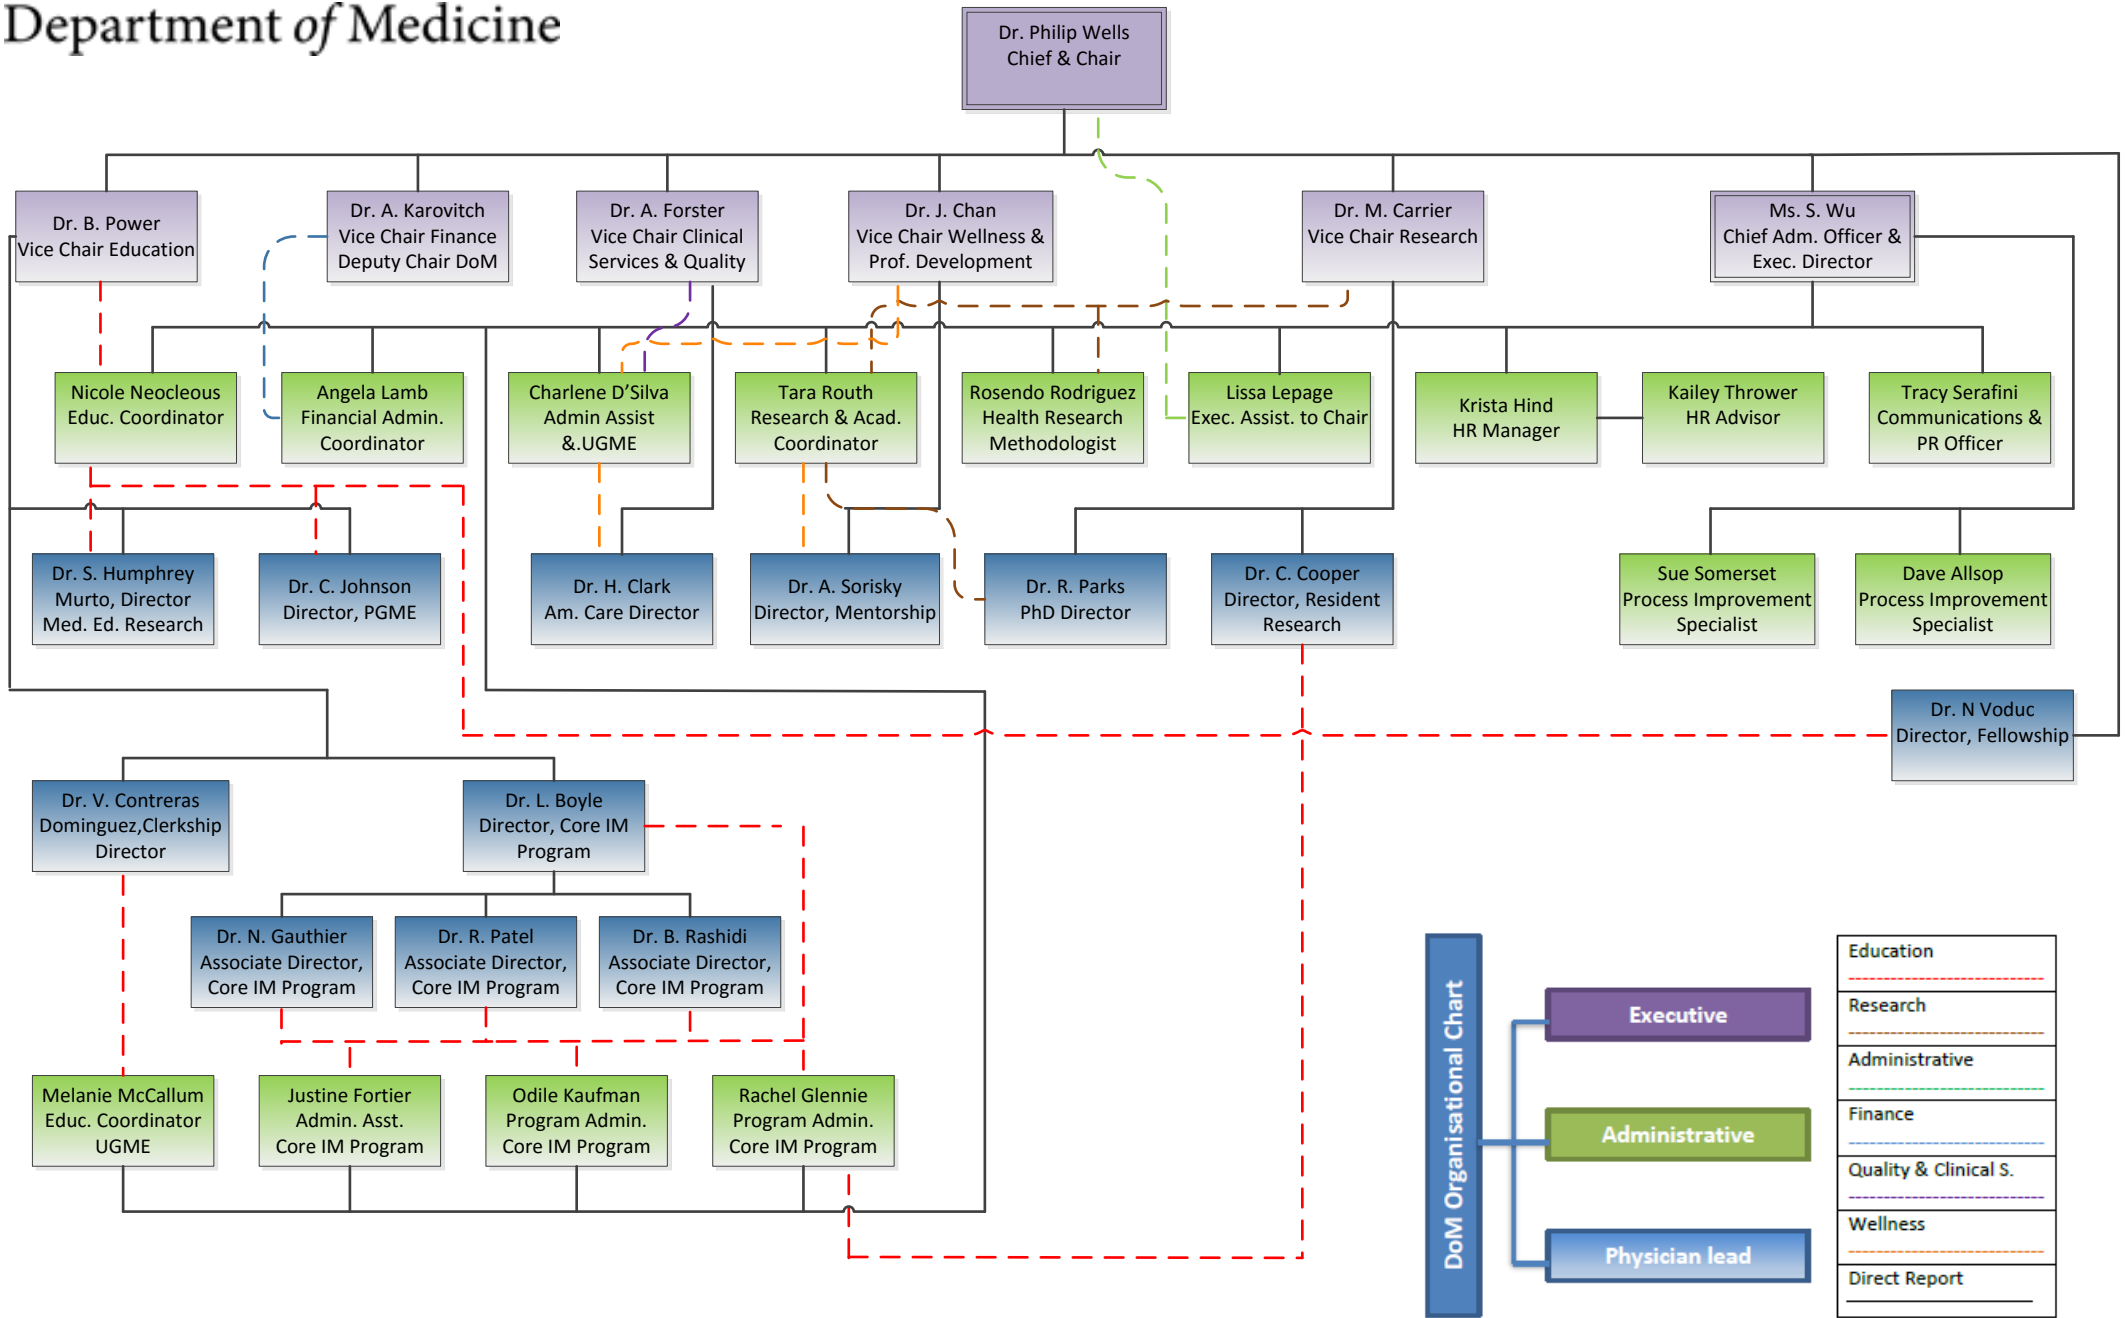 Department of Medicine
Dr. Philip Wells
Chief & Chair
Dr. B. Power
Vice Chair Education
Dr. A. Karovitch
Vice Chair Finance
Deputy Chair DoM
Dr. A. Forster
Vice Chair Clinical
Services & Quality
Dr. J. Chan
Vice Chair Wellness &
Prof. Development
Dr. M. Carrier
Vice Chair Research
Ms. S. Wu
Chief Adm. Officer &
Exec. Director
Nicole Neocleous
Educ. Coordinator
Angela Lamb
Financial Admin.
Coordinator
Charlene D’Silva
Admin Assist
&.UGME
Tara Routh
Research & Acad.
Coordinator
Rosendo Rodriguez
Health Research
Methodologist
Lissa Lepage
Exec. Assist. to Chair
Krista Hind
HR Manager
Kailey Thrower
HR Advisor
Tracy Serafini
Communications &
PR Officer
Dr. S. Humphrey
Murto, Director
Med. Ed. Research
Dr. C. Johnson
Director, PGME
Dr. H. Clark
Am. Care Director
Dr. A. Sorisky
Director, Mentorship
Dr. R. Parks
PhD Director
Dr. C. Cooper
Director, Resident
Research
Sue Somerset
Process Improvement
Specialist
Dave Allsop
Process Improvement
Specialist
Dr. N Voduc
Director, Fellowship
Dr. V. Contreras
Dominguez,Clerkship
Director
Dr. L. Boyle
Director, Core IM
Program
Dr. N. Gauthier
Associate Director,
Core IM Program
Dr. R. Patel
Associate Director,
Core IM Program
Dr. B. Rashidi
Associate Director,
Core IM Program
Melanie McCallum
Educ. Coordinator
UGME
Justine Fortier
Admin. Asst.
Core IM Program
Odile Kaufman
Program Admin.
Core IM Program
Rachel Glennie
Program Admin.
Core IM Program
DoM Organisational Chart
Executive
Administrative
Physician lead
Education
Research
Administrative
Finance
Quality & Clinical S.
Wellness
Direct Report